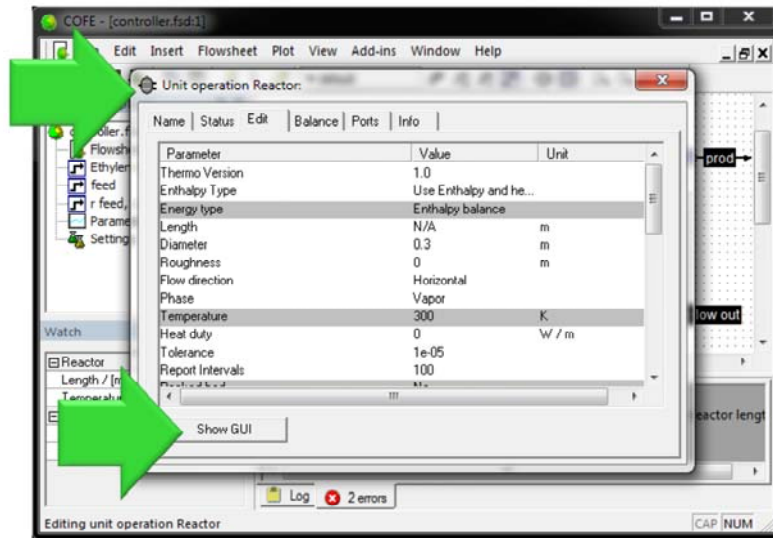 COFE - [controller.fsd:1]
Edit Insert Flowsheet Plot View Add-ins Window Help
Unit operation Reactor:
Name Status Edit Balance Ports Info
Parameter Value Unit
Thermo Version 1.0
Enthalpy Type Use Enthalpy and he...
Energy type Enthalpy balance
Length N/A m
Diameter 0.3 m
Roughness 0 m
Flow direction Horizontal
Phase Vapor
Temperature 300 K
Heat duty 0 W / m
Tolerance 1e-05
Report Intervals 100
Packed bed No
Show GUI
Flowsh
Ethylen
feed
r feed,
Parame
Setting
prod
low out
Watch
Reactor
Length / [m
Temperatur
eactor lengt
Log 2 errors
Editing unit operation Reactor
CAP NUM